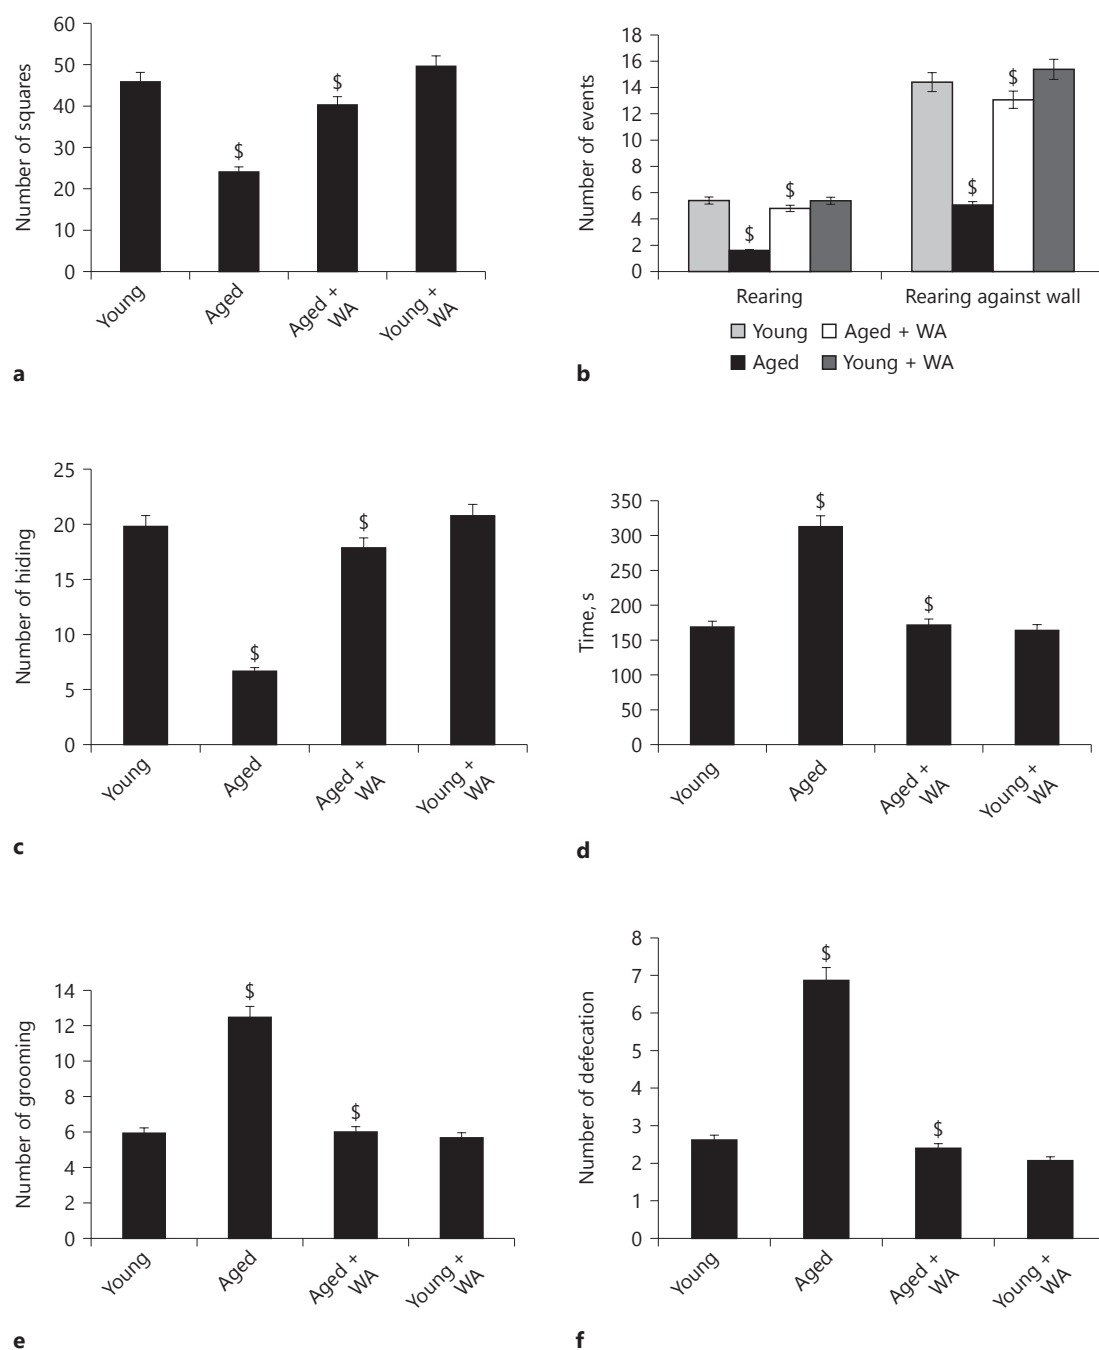 Number of squares
60
50
40
30
20
10
0
$
$
Young
Aged
Aged +
WA
Young +
WA
a
Number of events
18
16
14
12
10
8
6
4
2
0
$
$
$
$
Rearing
Rearing against wall
Young
Aged + WA
Aged
Young + WA
b
Number of hiding
25
20
15
10
5
0
$
$
Young
Aged
Aged +
WA
Young +
WA
c
Time, s
350
300
250
200
150
100
50
0
$
$
Young
Aged
Aged +
WA
Young +
WA
d
Number of grooming
14
12
10
8
6
4
2
0
$
$
Young
Aged
Aged +
WA
Young +
WA
e
Number of defecation
8
7
6
5
4
3
2
1
0
$
$
Young
Aged
Aged +
WA
Young +
WA
f